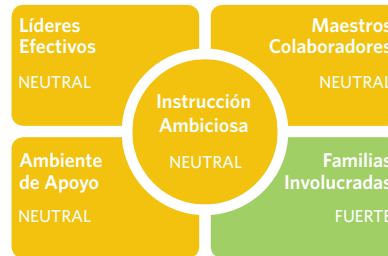 Líderes
Efectivos
NEUTRAL
Maestros
Colaboradores
NEUTRAL
Instrucción
Ambiciosa
NEUTRAL
Ambiente
de Apoyo
NEUTRAL
Familias
Involucradas
FUERTE